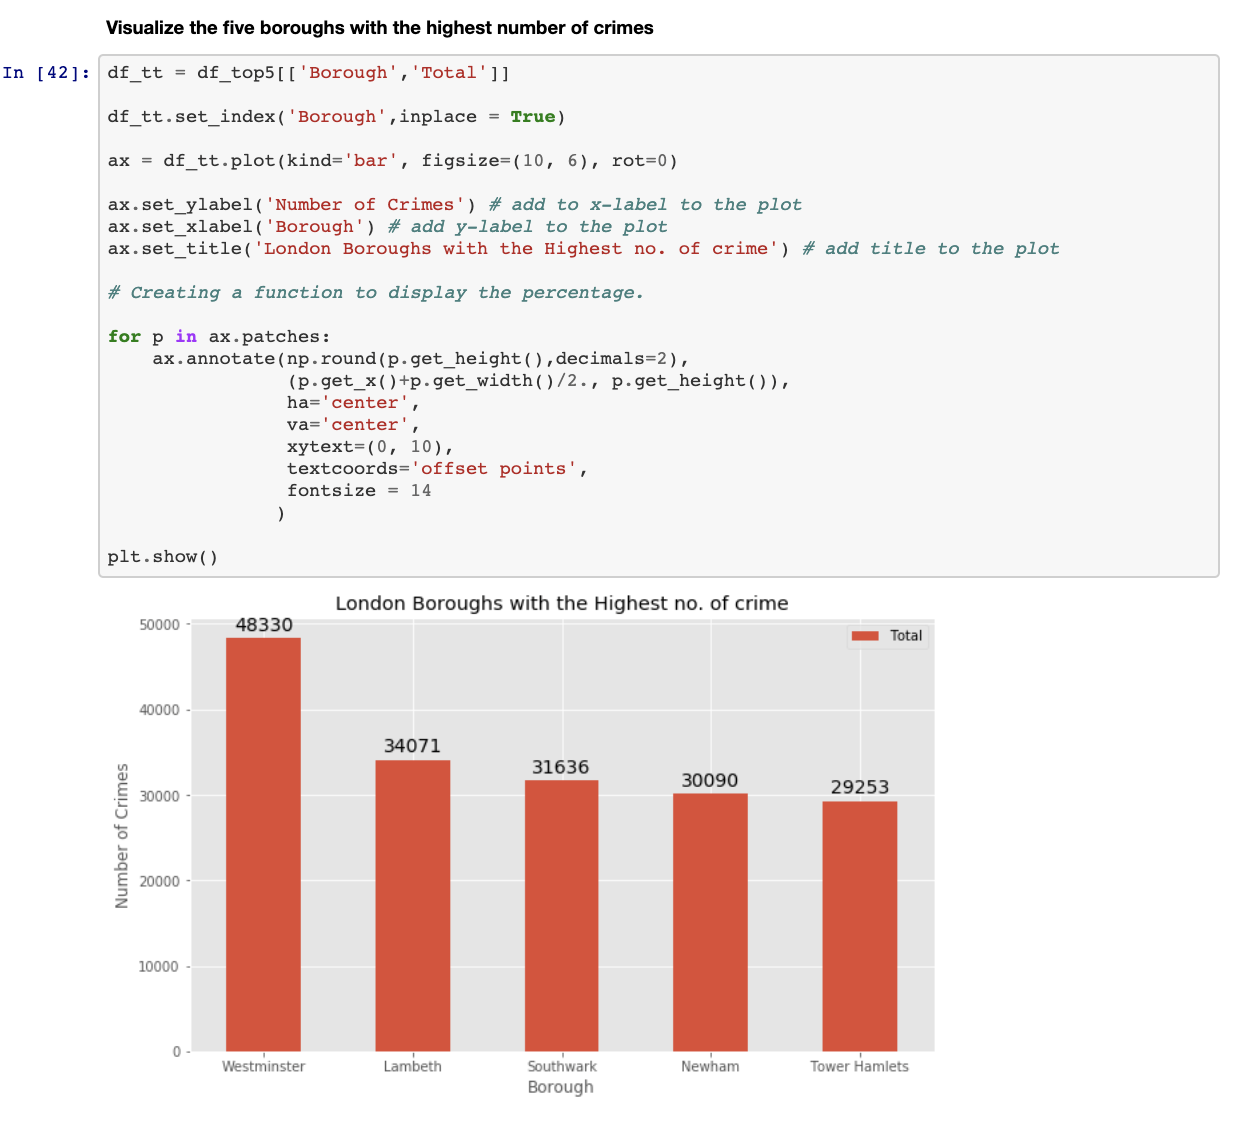 Visualize the five boroughs with the highest number of crimes
In [42]:
df_tt = df_top5[['Borough','Total']]
df_tt.set_index('Borough',inplace = True)
ax = df_tt.plot(kind='bar', figsize=(10, 6), rot=0)
ax.set_ylabel('Number of Crimes') # add to x-label to the plot
ax.set_xlabel('Borough') # add y-label to the plot
ax.set_title('London Boroughs with the Highest no. of crime') # add title to the plot
# Creating a function to display the percentage.
for p in ax.patches:
    ax.annotate(np.round(p.get_height(),decimals=2),
                (p.get_x()+p.get_width()/2., p.get_height()),
                ha='center',
                va='center',
                xytext=(0, 10),
                textcoords='offset points',
                fontsize = 14
               )
plt.show()
London Boroughs with the Highest no. of crime
50000
40000
30000
20000
10000
0
Number of Crimes
48330
34071
31636
30090
29253
Total
Westminster
Lambeth
Southwark
Newham
Tower Hamlets
Borough